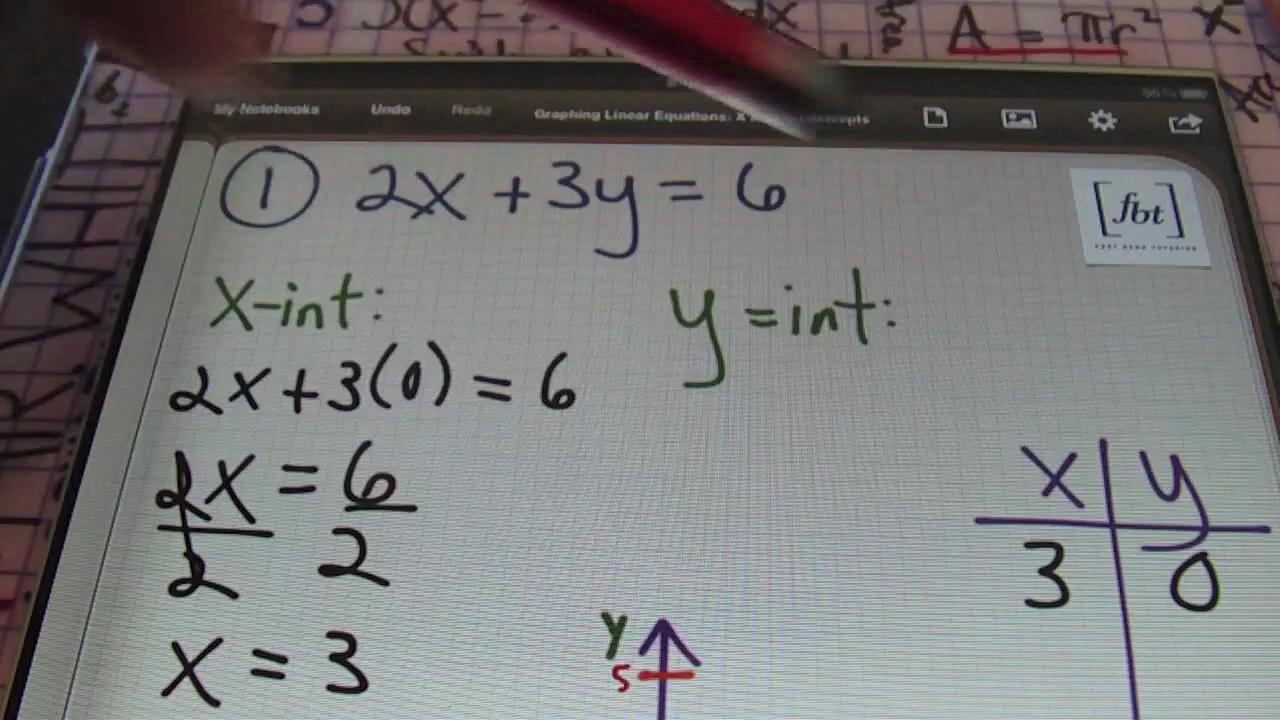 A = πr²
96%
My Notebooks Undo Redo Graphing Linear Equations: X
① 2x + 3y = 6
[fbt]
x-int:
y=int:
2x+3(0) = 6
2x = 6
2 2
x = 3
x y
3 0
y
5